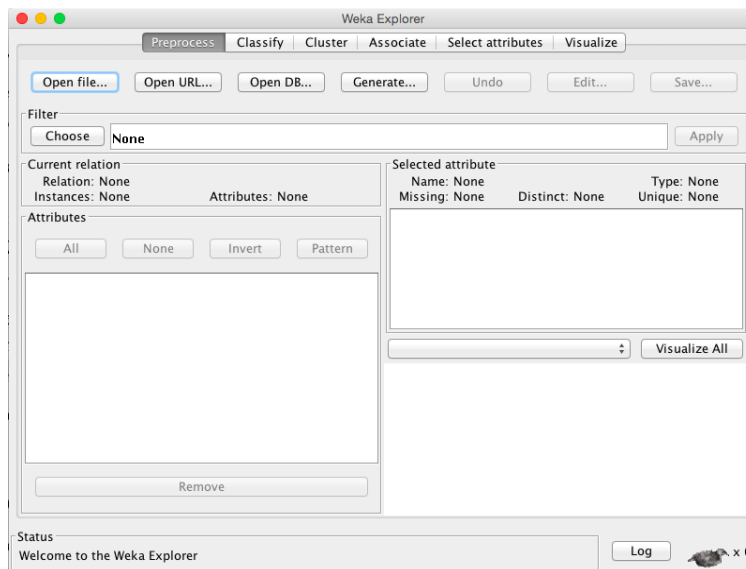 Weka Explorer
Preprocess Classify Cluster Associate Select attributes Visualize
Open file... Open URL... Open DB... Generate... Undo Edit... Save...
Filter
Choose None Apply
Current relation
Relation: None
Instances: None Attributes: None
Selected attribute
Name: None Type: None
Missing: None Distinct: None Unique: None
Attributes
All None Invert Pattern
Visualize All
Remove
Status
Welcome to the Weka Explorer
Log x